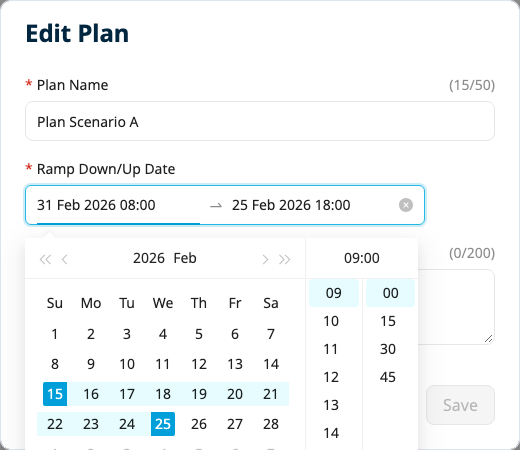 Edit Plan
* Plan Name (15/50)
Plan Scenario A
* Ramp Down/Up Date
31 Feb 2026 08:00 → 25 Feb 2026 18:00
(0/200)
2026 Feb 09:00
Su Mo Tu We Th Fr Sa
09 00
1 2 3 4 5 6 7
10 15
8 9 10 11 12 13 14
11 30
15 16 17 18 19 20 21
12 45
22 23 24 25 26 27 28
13
14
Save